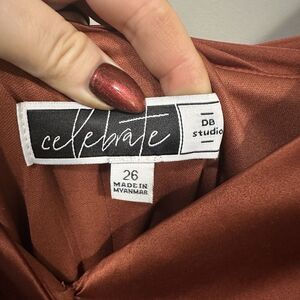 celebrate
DB
studio
26
MADE IN
MYANMAR